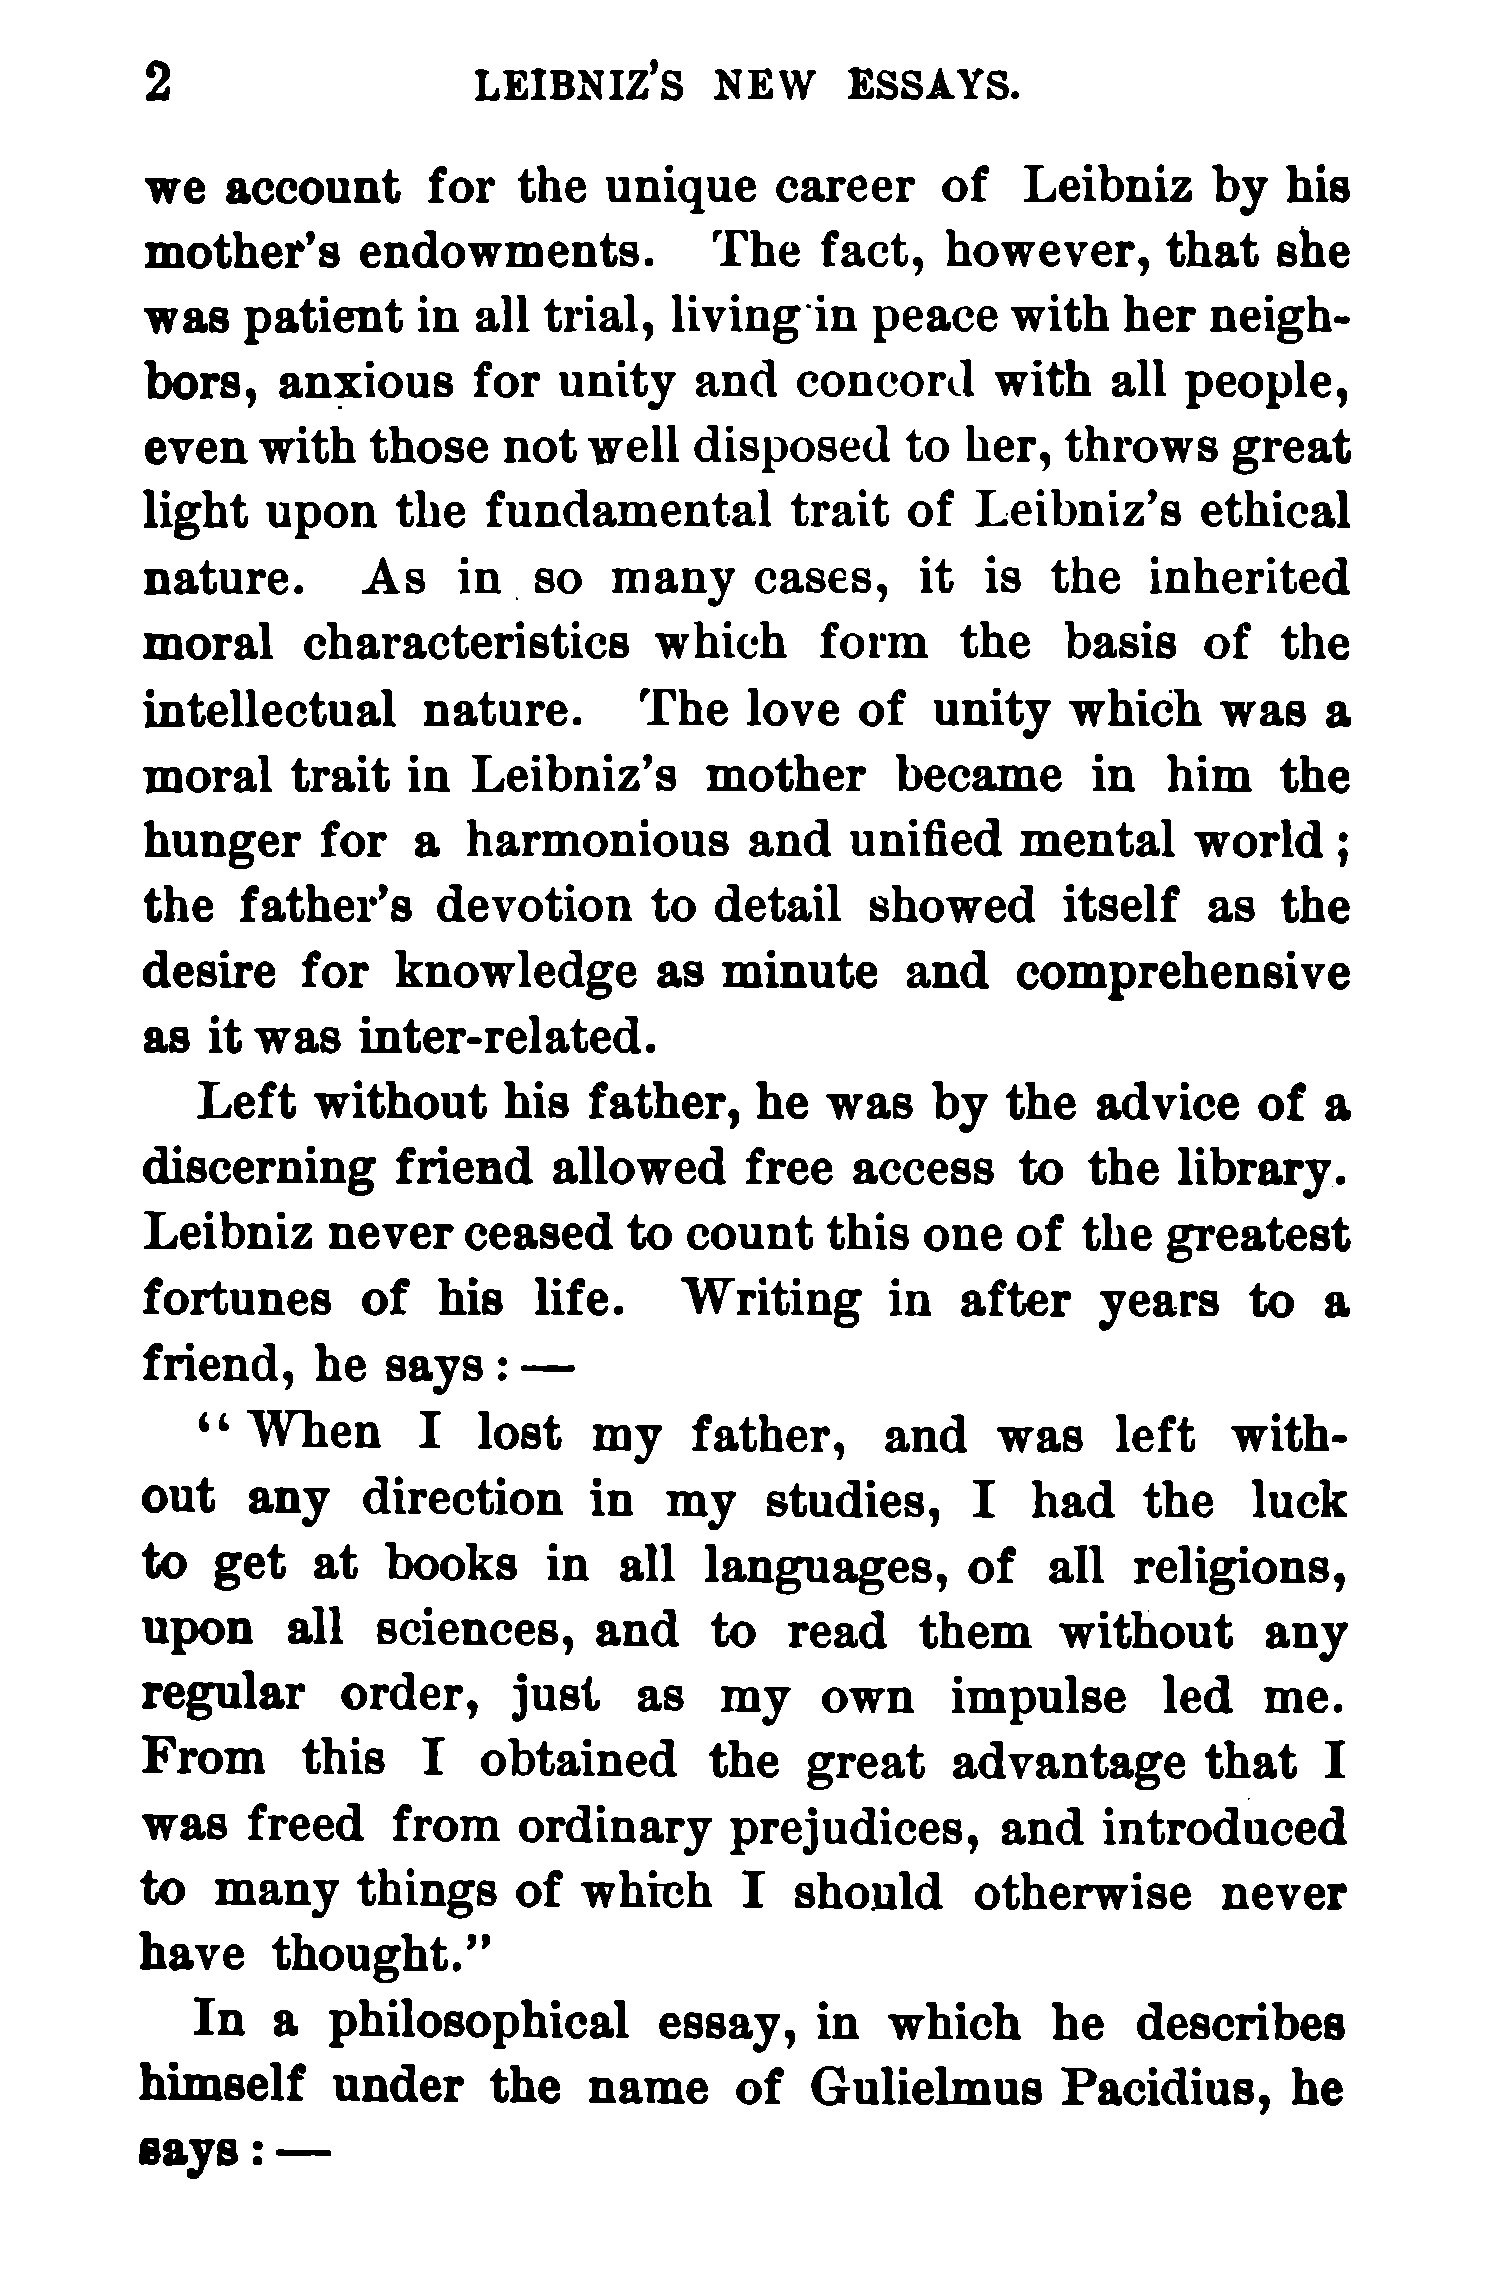 2 LEIBNIZ'S NEW ESSAYS.
we account for the unique career of Leibniz by his
mother's endowments. The fact, however, that she
was patient in all trial, living in peace with her neigh-
bors, anxious for unity and concord with all people,
even with those not well disposed to her, throws great
light upon the fundamental trait of Leibniz's ethical
nature. As in so many cases, it is the inherited
moral characteristics which form the basis of the
intellectual nature. The love of unity which was a
moral trait in Leibniz's mother became in him the
hunger for a harmonious and unified mental world ;
the father's devotion to detail showed itself as the
desire for knowledge as minute and comprehensive
as it was inter-related.
Left without his father, he was by the advice of a
discerning friend allowed free access to the library.
Leibniz never ceased to count this one of the greatest
fortunes of his life. Writing in after years to a
friend, he says : —
“ When I lost my father, and was left with-
out any direction in my studies, I had the luck
to get at books in all languages, of all religions,
upon all sciences, and to read them without any
regular order, just as my own impulse led me.
From this I obtained the great advantage that I
was freed from ordinary prejudices, and introduced
to many things of which I should otherwise never
have thought.”
In a philosophical essay, in which he describes
himself under the name of Gulielmus Pacidius, he
says : —